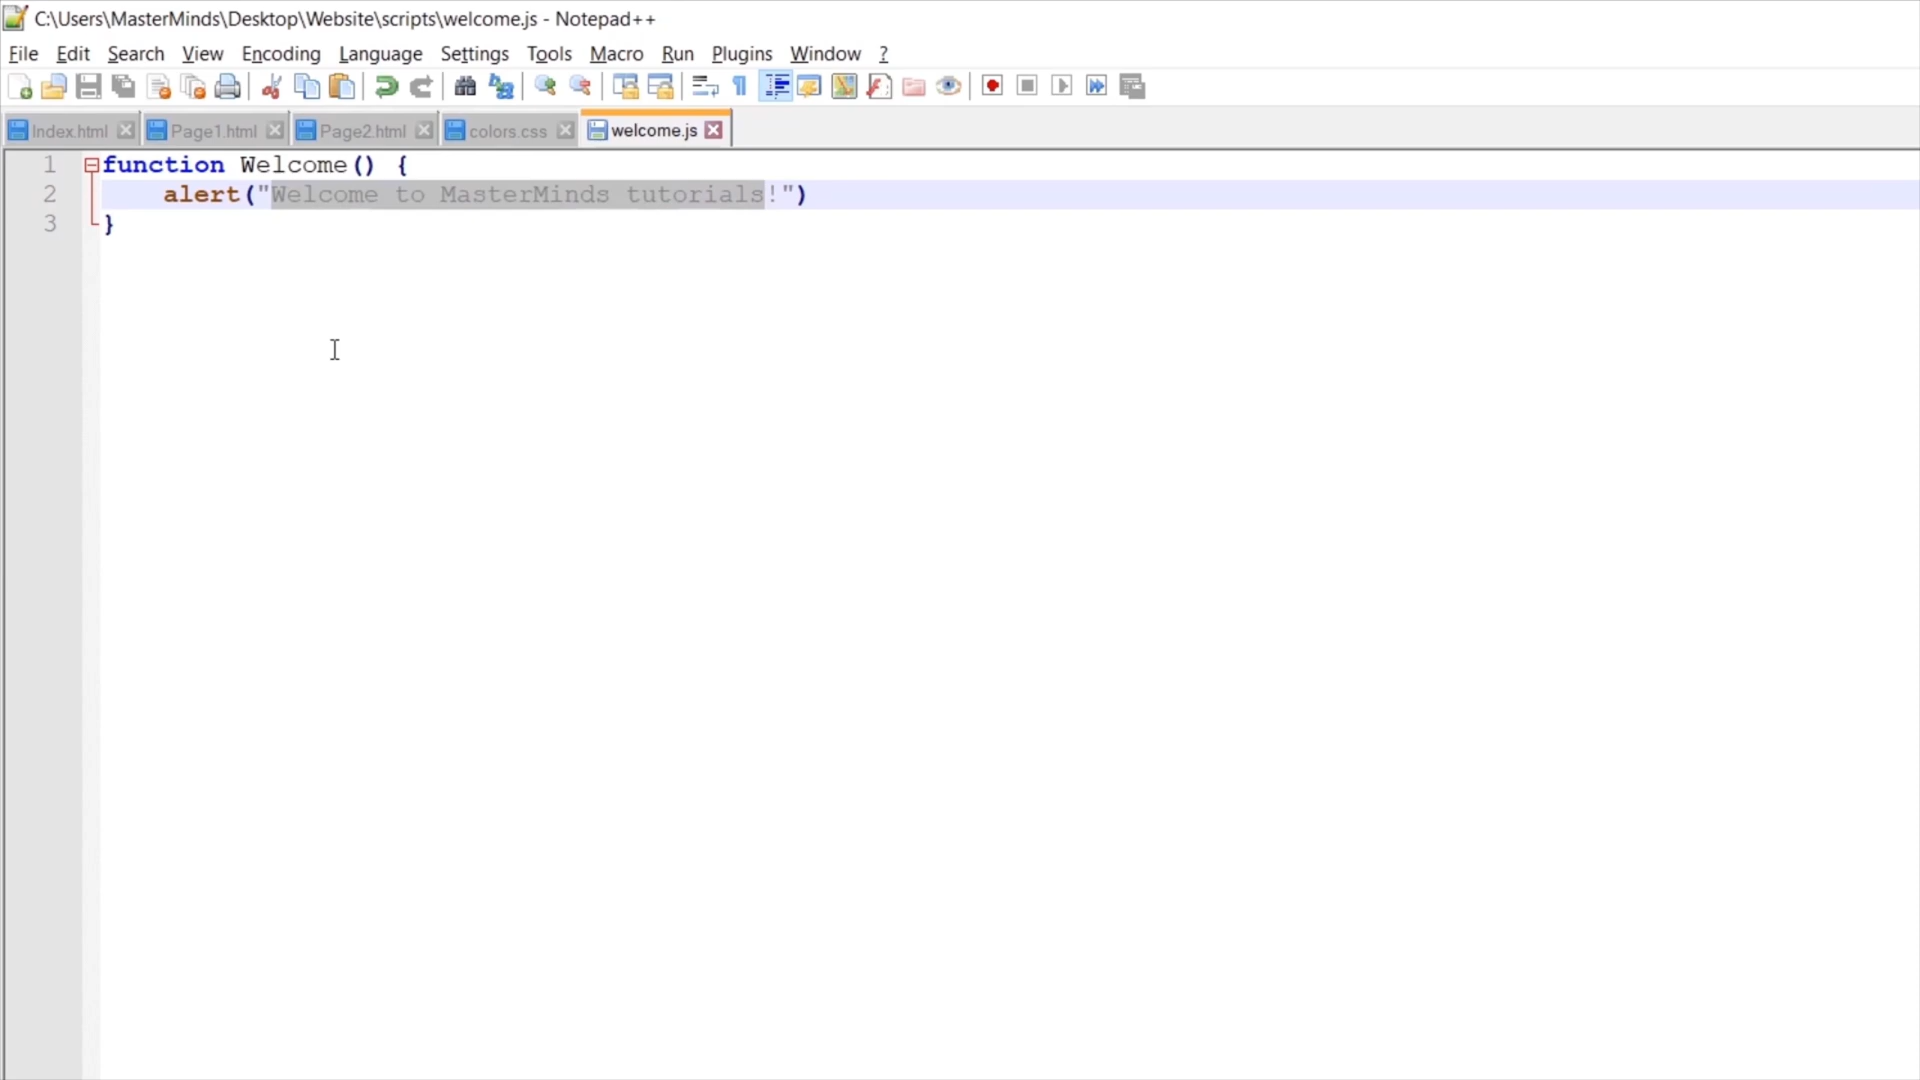 C:\Users\MasterMinds\Desktop\Website\scripts\welcome.js - Notepad++
File Edit Search View Encoding Language Settings Tools Macro Run Plugins Window ?
Index.html Page1.html Page2.html colors.css welcome.js
1 function Welcome() {
2 alert("Welcome to MasterMinds tutorials!")
3 }